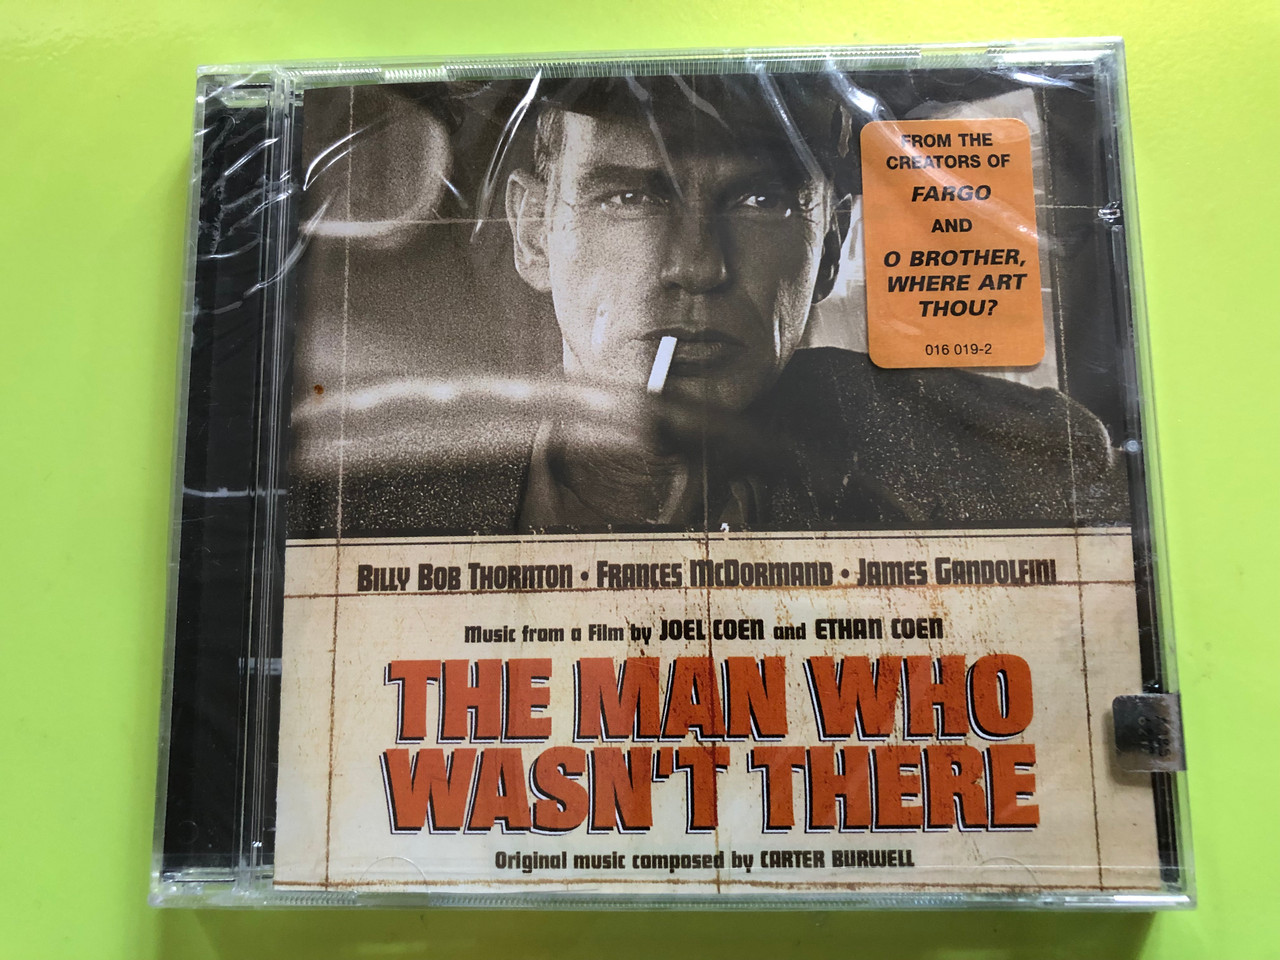 FROM THE
CREATORS OF
FARGO
AND
O BROTHER,
WHERE ART
THOU?
016 019-2
BILLY BOB THORNTON • FRANCES McDORMAND • JAMES GANDOLFINI
Music from a Film by JOEL COEN and ETHAN COEN
THE MAN WHO
WASN'T THERE
Original music composed by CARTER BURWELL